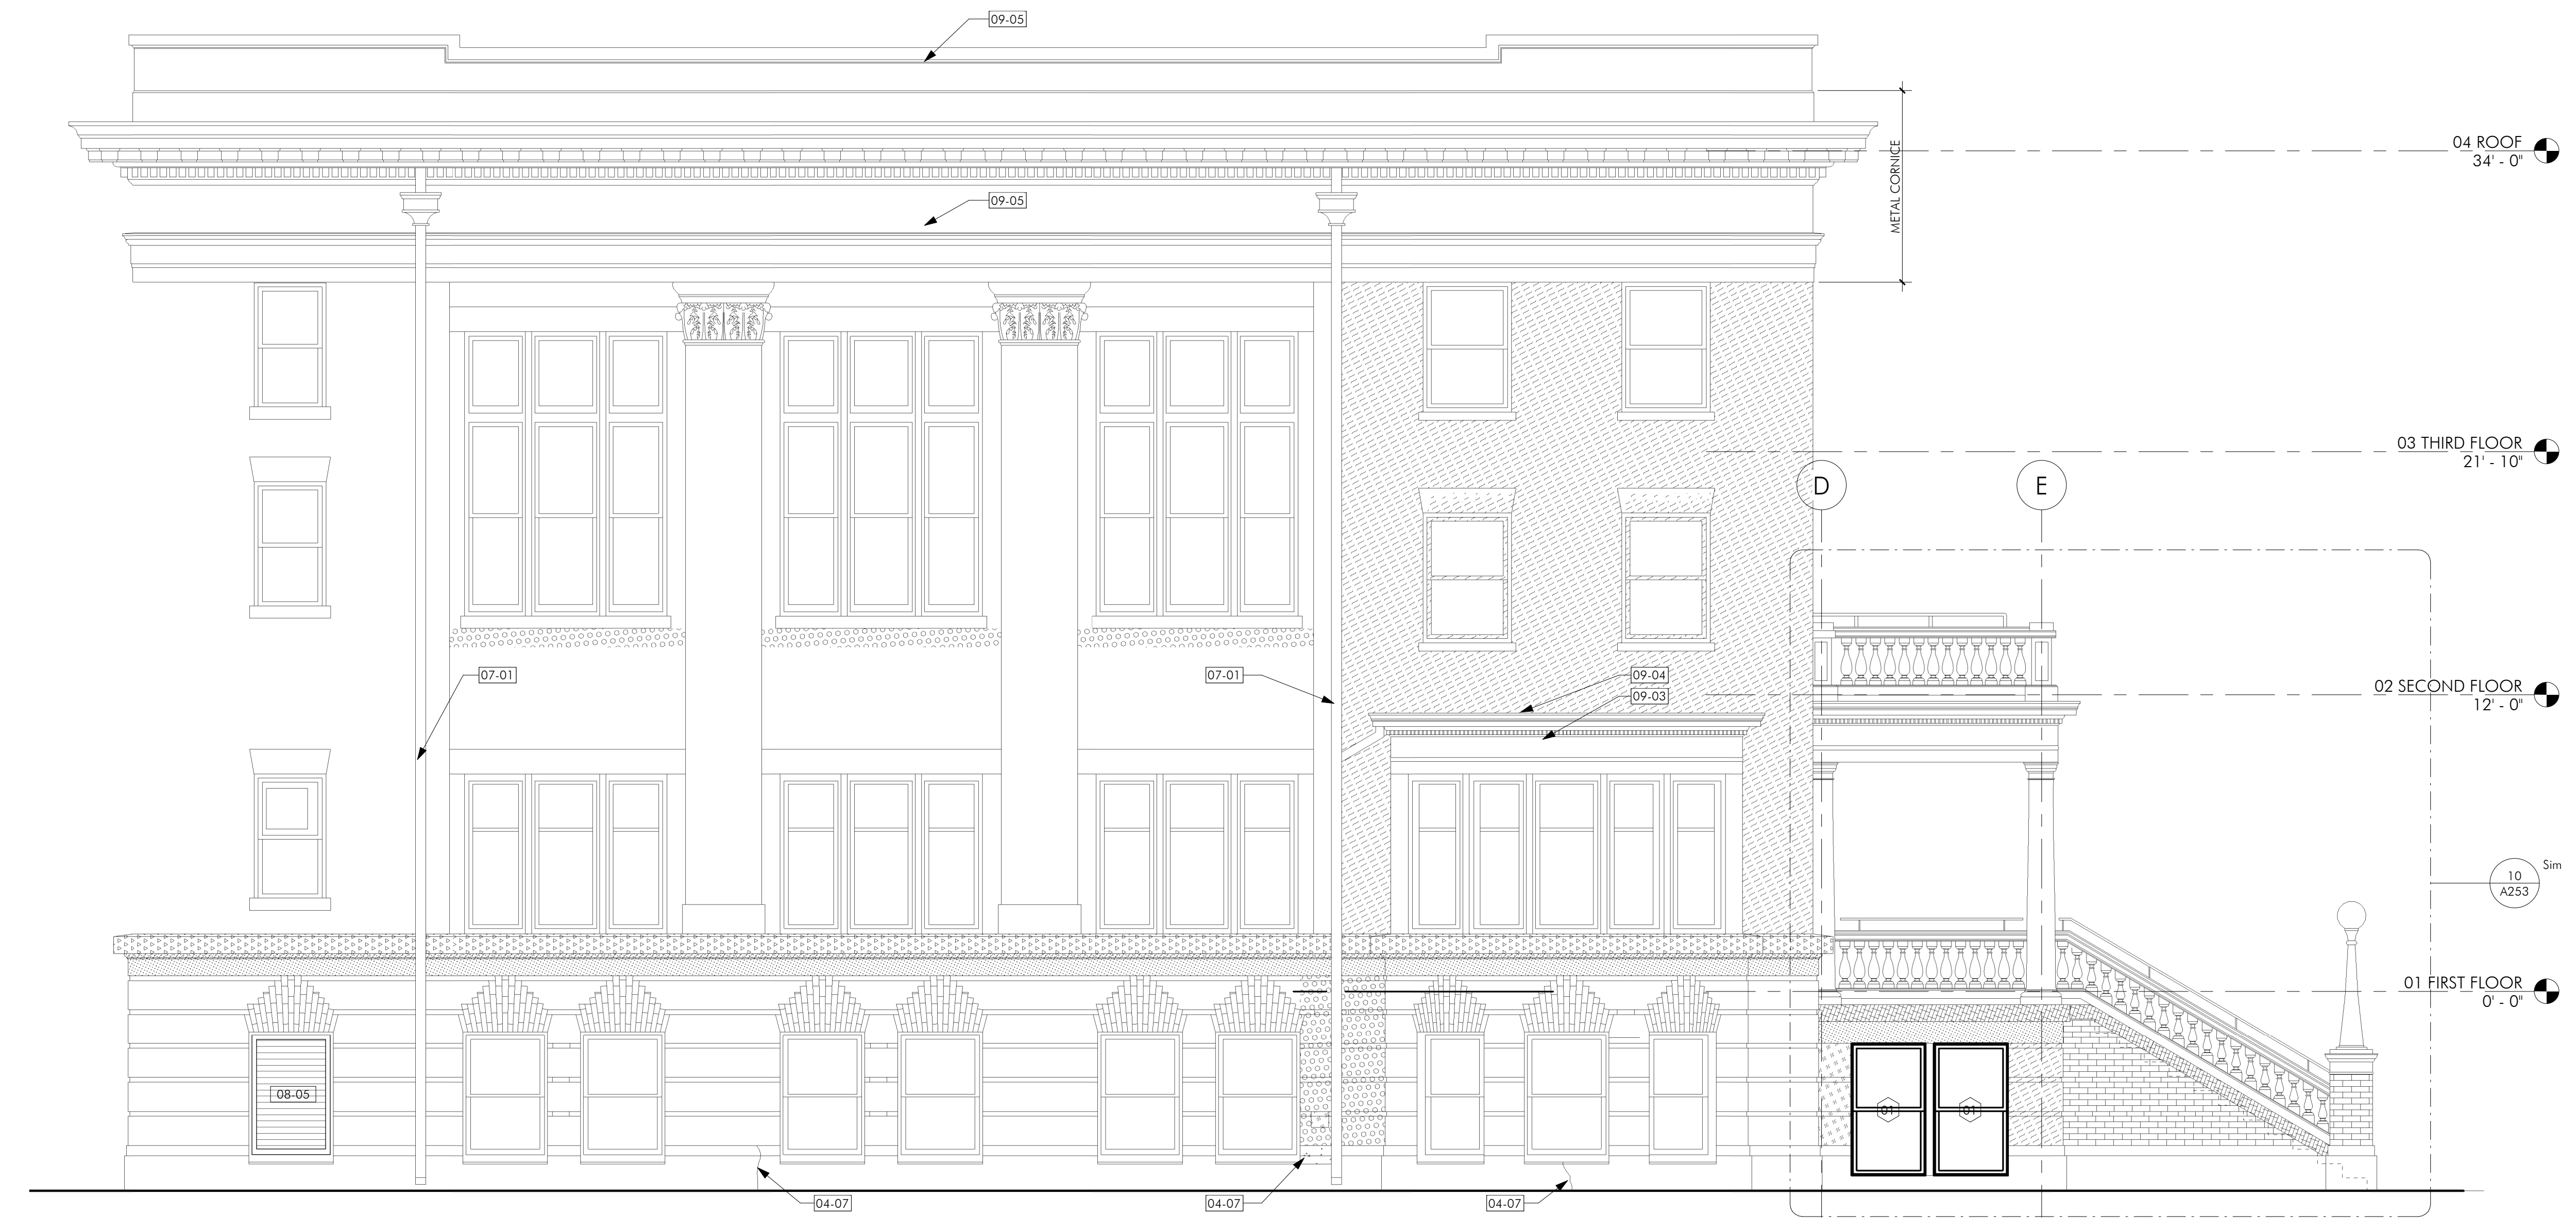 09-05
04 ROOF
34' - 0"
METAL CORNICE
09-05
03 THIRD FLOOR
21' - 10"
D
E
07-01
07-01
09-04
09-03
02 SECOND FLOOR
12' - 0"
10
A253
Sim
01 FIRST FLOOR
0' - 0"
08-05
01
01
04-07
04-07
04-07